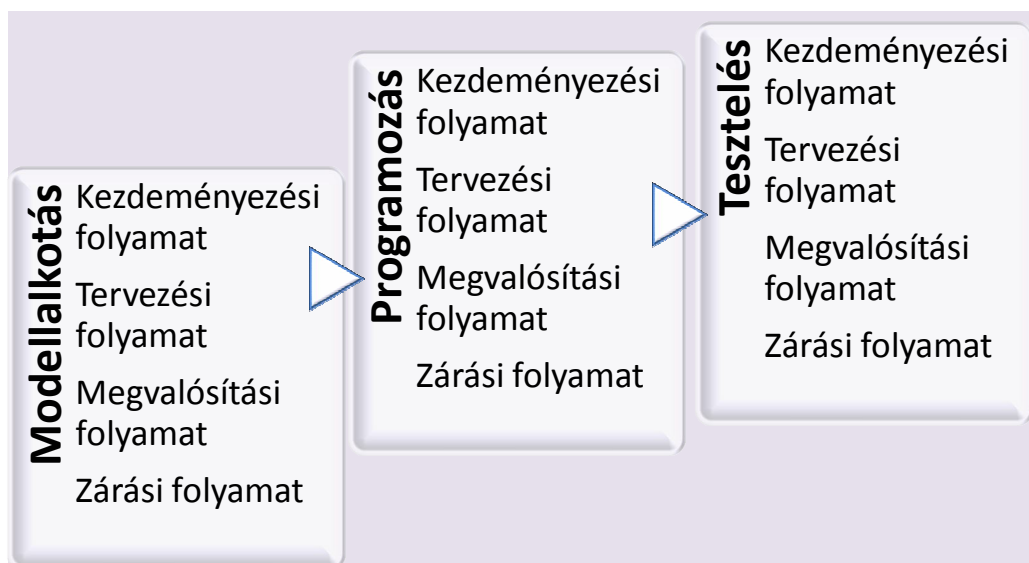 Modellalkotás
Kezdeményezési
folyamat
Tervezési
folyamat
Megvalósítási
folyamat
Zárási folyamat
Programozás
Kezdeményezési
folyamat
Tervezési
folyamat
Megvalósítási
folyamat
Zárási folyamat
Tesztelés
Kezdeményezési
folyamat
Tervezési
folyamat
Megvalósítási
folyamat
Zárási folyamat